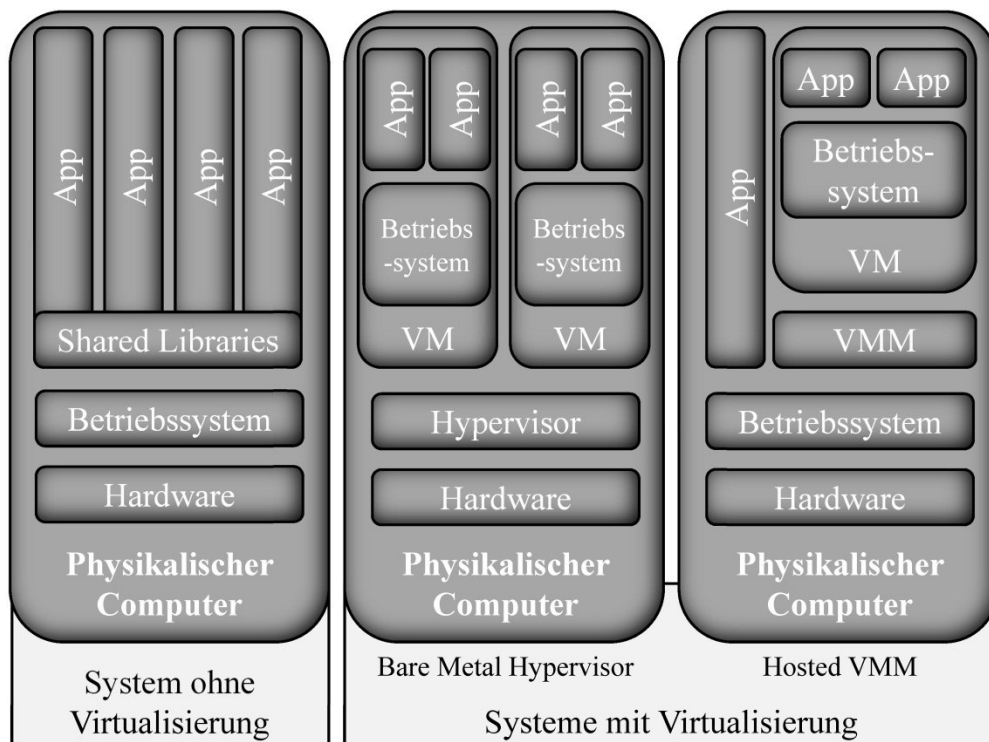 App
App
App
App
Shared Libraries
Betriebssystem
Hardware
Physikalischer
Computer
System ohne
Virtualisierung
App
App
App
App
Betriebs
-system
Betriebs
-system
VM
VM
Hypervisor
Hardware
Physikalischer
Computer
Bare Metal Hypervisor
App
App
App
Betriebs-
system
VM
VMM
Betriebssystem
Hardware
Physikalischer
Computer
Hosted VMM
Systeme mit Virtualisierung